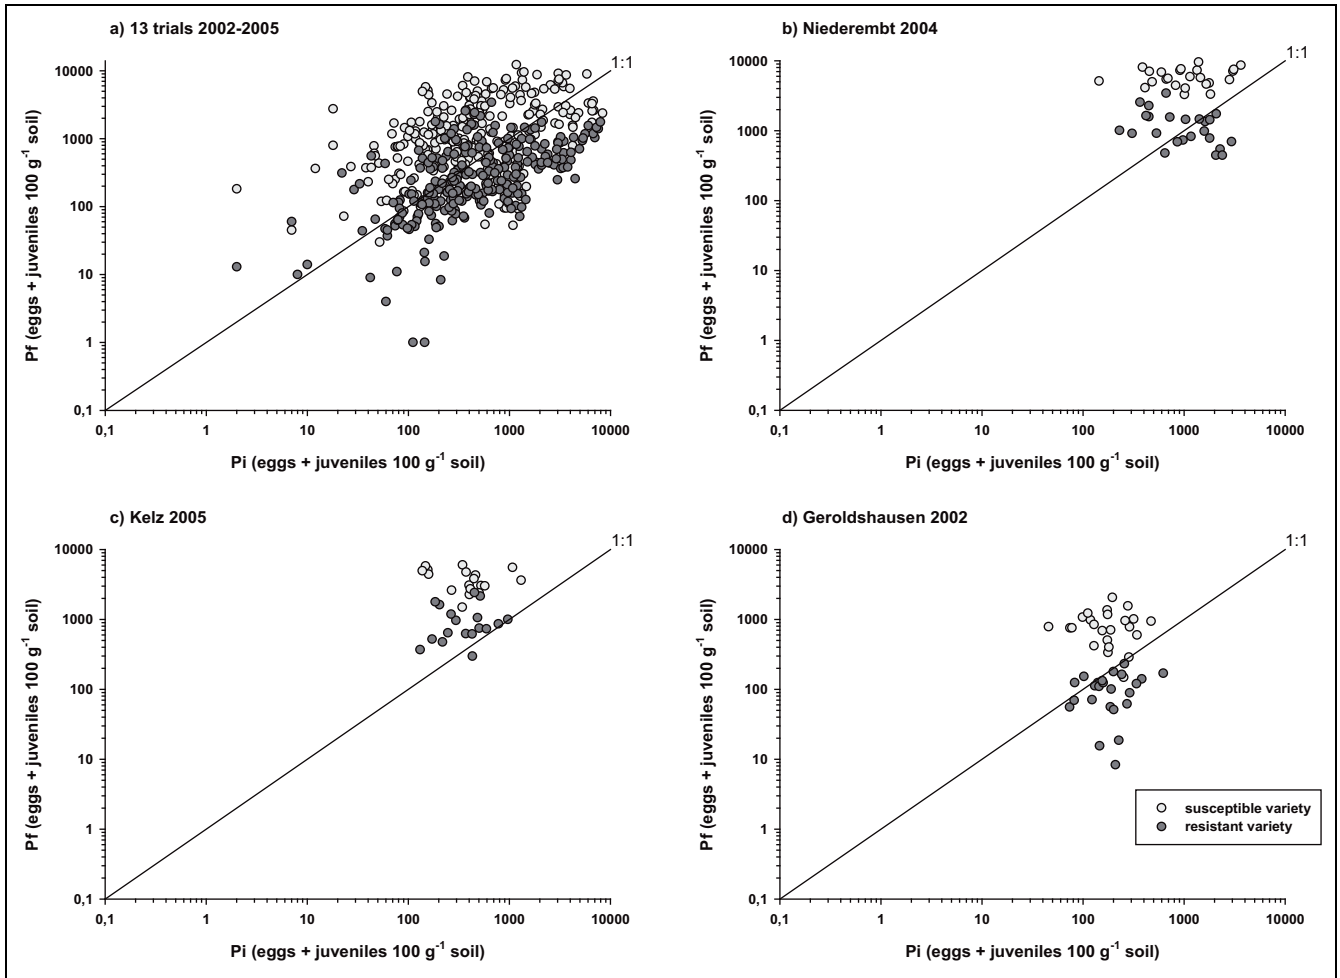 a) 13 trials 2002-2005
1:1
10000
1000
100
10
1
0,1
Pf (eggs + juveniles 100 g-1 soil)
0,1 1 10 100 1000 10000
Pi (eggs + juveniles 100 g-1 soil)
b) Niederembt 2004
1:1
10000
1000
100
10
1
0,1
Pf (eggs + juveniles 100 g-1 soil)
0,1 1 10 100 1000 10000
Pi (eggs + juveniles 100 g-1 soil)
c) Kelz 2005
1:1
10000
1000
100
10
1
0,1
Pf (eggs + juveniles 100 g-1 soil)
0,1 1 10 100 1000 10000
Pi (eggs + juveniles 100 g-1 soil)
d) Geroldshausen 2002
1:1
10000
1000
100
10
1
0,1
Pf (eggs + juveniles 100 g-1 soil)
susceptible variety
resistant variety
0,1 1 10 100 1000 10000
Pi (eggs + juveniles 100 g-1 soil)